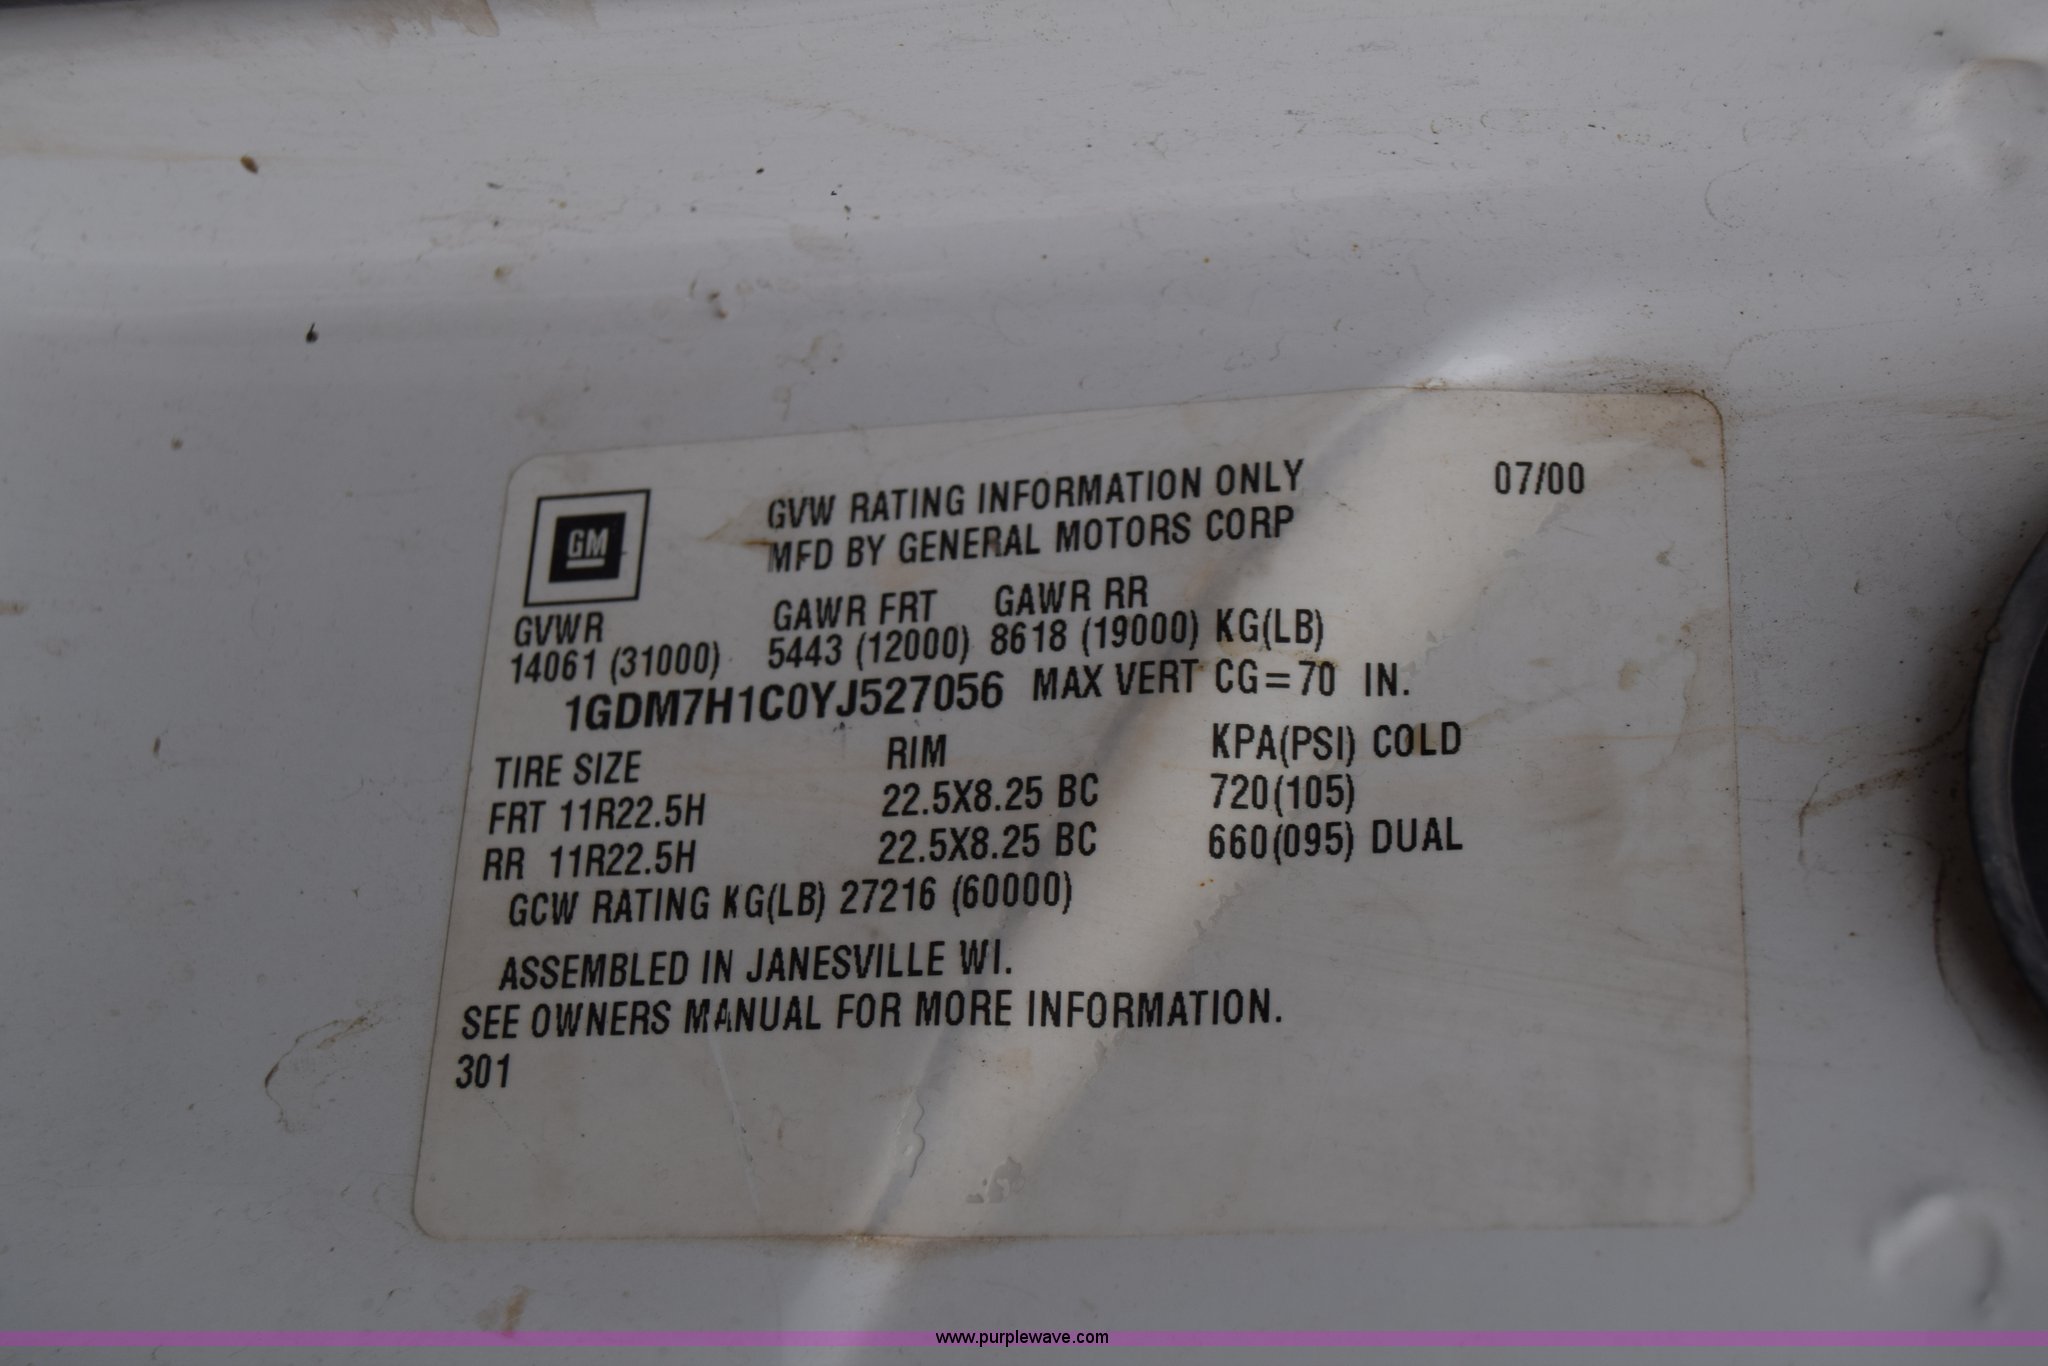 GM
GVW RATING INFORMATION ONLY 07/00
MFD BY GENERAL MOTORS CORP
GVWR GAWR FRT GAWR RR
14061 (31000) 5443 (12000) 8618 (19000) KG(LB)
1GDM7H1C0YJ527056 MAX VERT CG=70 IN.
TIRE SIZE RIM KPA(PSI) COLD
FRT 11R22.5H 22.5X8.25 BC 720(105)
RR 11R22.5H 22.5X8.25 BC 660(095) DUAL
GCW RATING KG(LB) 27216 (60000)
ASSEMBLED IN JANESVILLE WI.
SEE OWNERS MANUAL FOR MORE INFORMATION.
301
www.purplewave.com